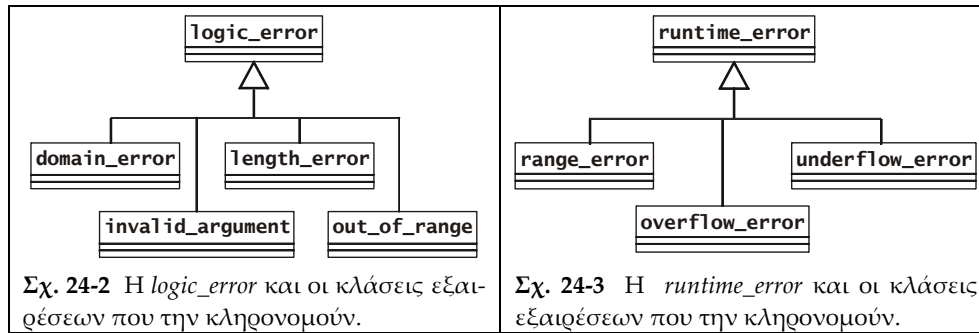 logic_error
domain_error
length_error
invalid_argument
out_of_range
Σχ. 24-2 Η logic_error και οι κλάσεις εξαι-
ρέσεων που την κληρονομούν.
runtime_error
range_error
underflow_error
overflow_error
Σχ. 24-3 Η runtime_error και οι κλάσεις
εξαιρέσεων που την κληρονομούν.